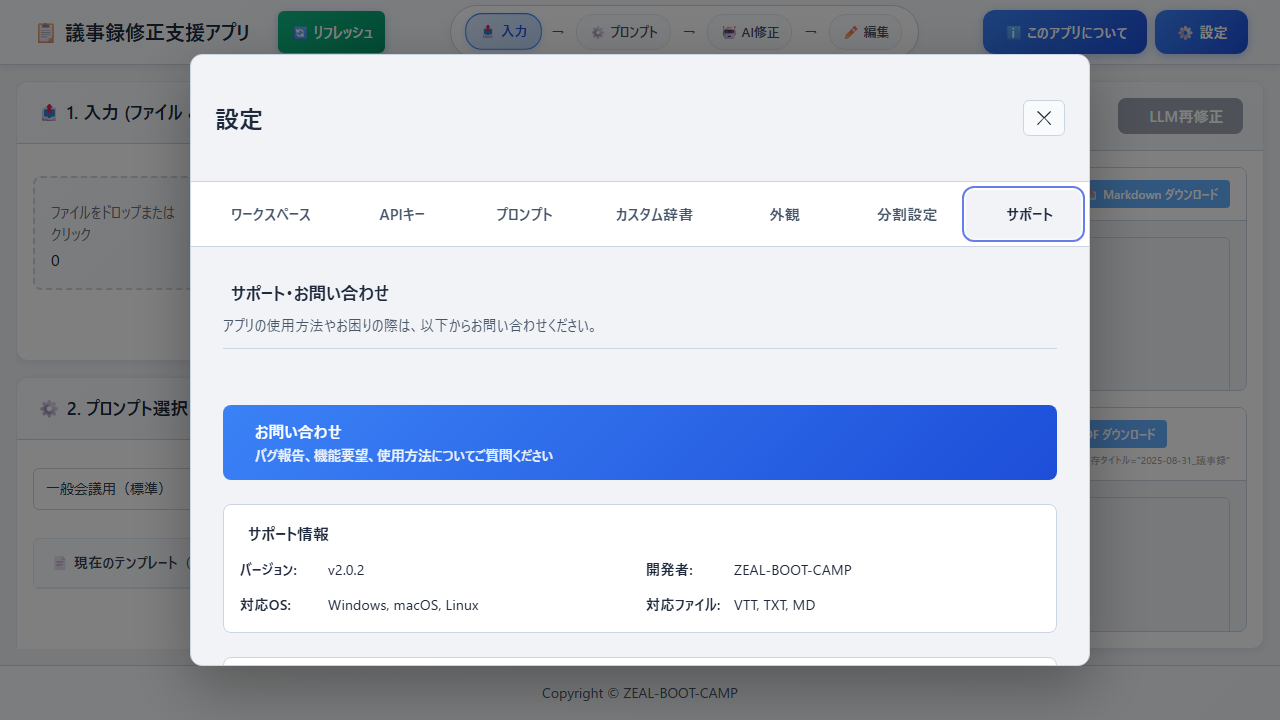 議事録修正支援アプリ
リフレッシュ
入力 → プロンプト → AI修正 → 編集
このアプリについて
設定
1. 入力 (ファイル
LLM再修正
設定
ワークスペース
APIキー
プロンプト
カスタム辞書
外観
分割設定
サポート
Markdown ダウンロード
ファイルをドロップまたは
クリック
0
サポート・お問い合わせ
アプリの使用方法やお困りの際は、以下からお問い合わせください。
2. プロンプト選択
お問い合わせ
バグ報告、機能要望、使用方法についてご質問ください
DF ダウンロード
存タイトル="2025-08-31_議事録"
一般会議用（標準）
サポート情報
バージョン: v2.0.2
開発者: ZEAL-BOOT-CAMP
対応OS: Windows, macOS, Linux
対応ファイル: VTT, TXT, MD
現在のテンプレート（
Copyright © ZEAL-BOOT-CAMP